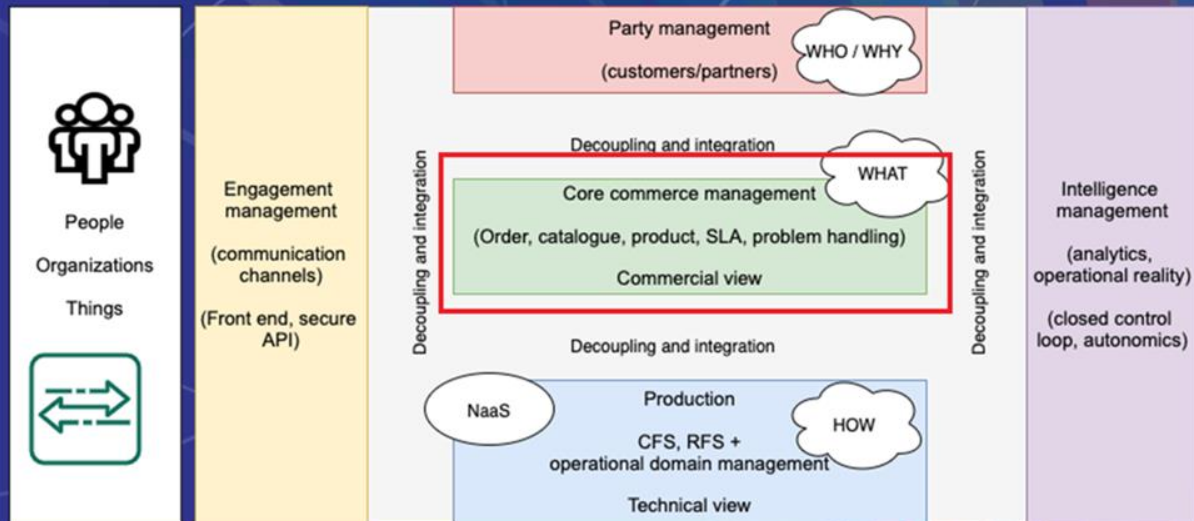 People
Organizations
Things
Engagement
management
(communication
channels)
(Front end, secure
API)
Decoupling and integration
Party management
(customers/partners)
WHO / WHY
Decoupling and integration
WHAT
Core commerce management
(Order, catalogue, product, SLA, problem handling)
Commercial view
Decoupling and integration
NaaS
Production
HOW
CFS, RFS +
operational domain management
Technical view
Decoupling and integration
Intelligence
management
(analytics,
operational reality)
(closed control
loop, autonomics)